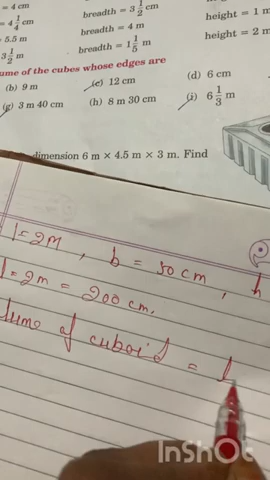 = 4 cm
breadth = 3 1/2 cm
height = 1 m
4 1/4 cm
breadth = 4 m
height = 2 m
5.5 m
breadth = 1 1/5 m
3 1/2 m
ume of the cubes whose edges are
(b) 9 m
(c) 12 cm
(d) 6 cm
(g) 3 m 40 cm
(h) 8 m 30 cm
(i) 6 1/3 m
dimension 6 m × 4.5 m × 3 m. Find
l = 2M, b = 50 cm, h
l = 2m = 200 cm.
lume of cuboid = l
InShOt